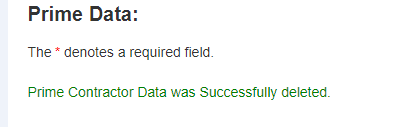 Prime Data:
The * denotes a required field.
Prime Contractor Data was Successfully deleted.